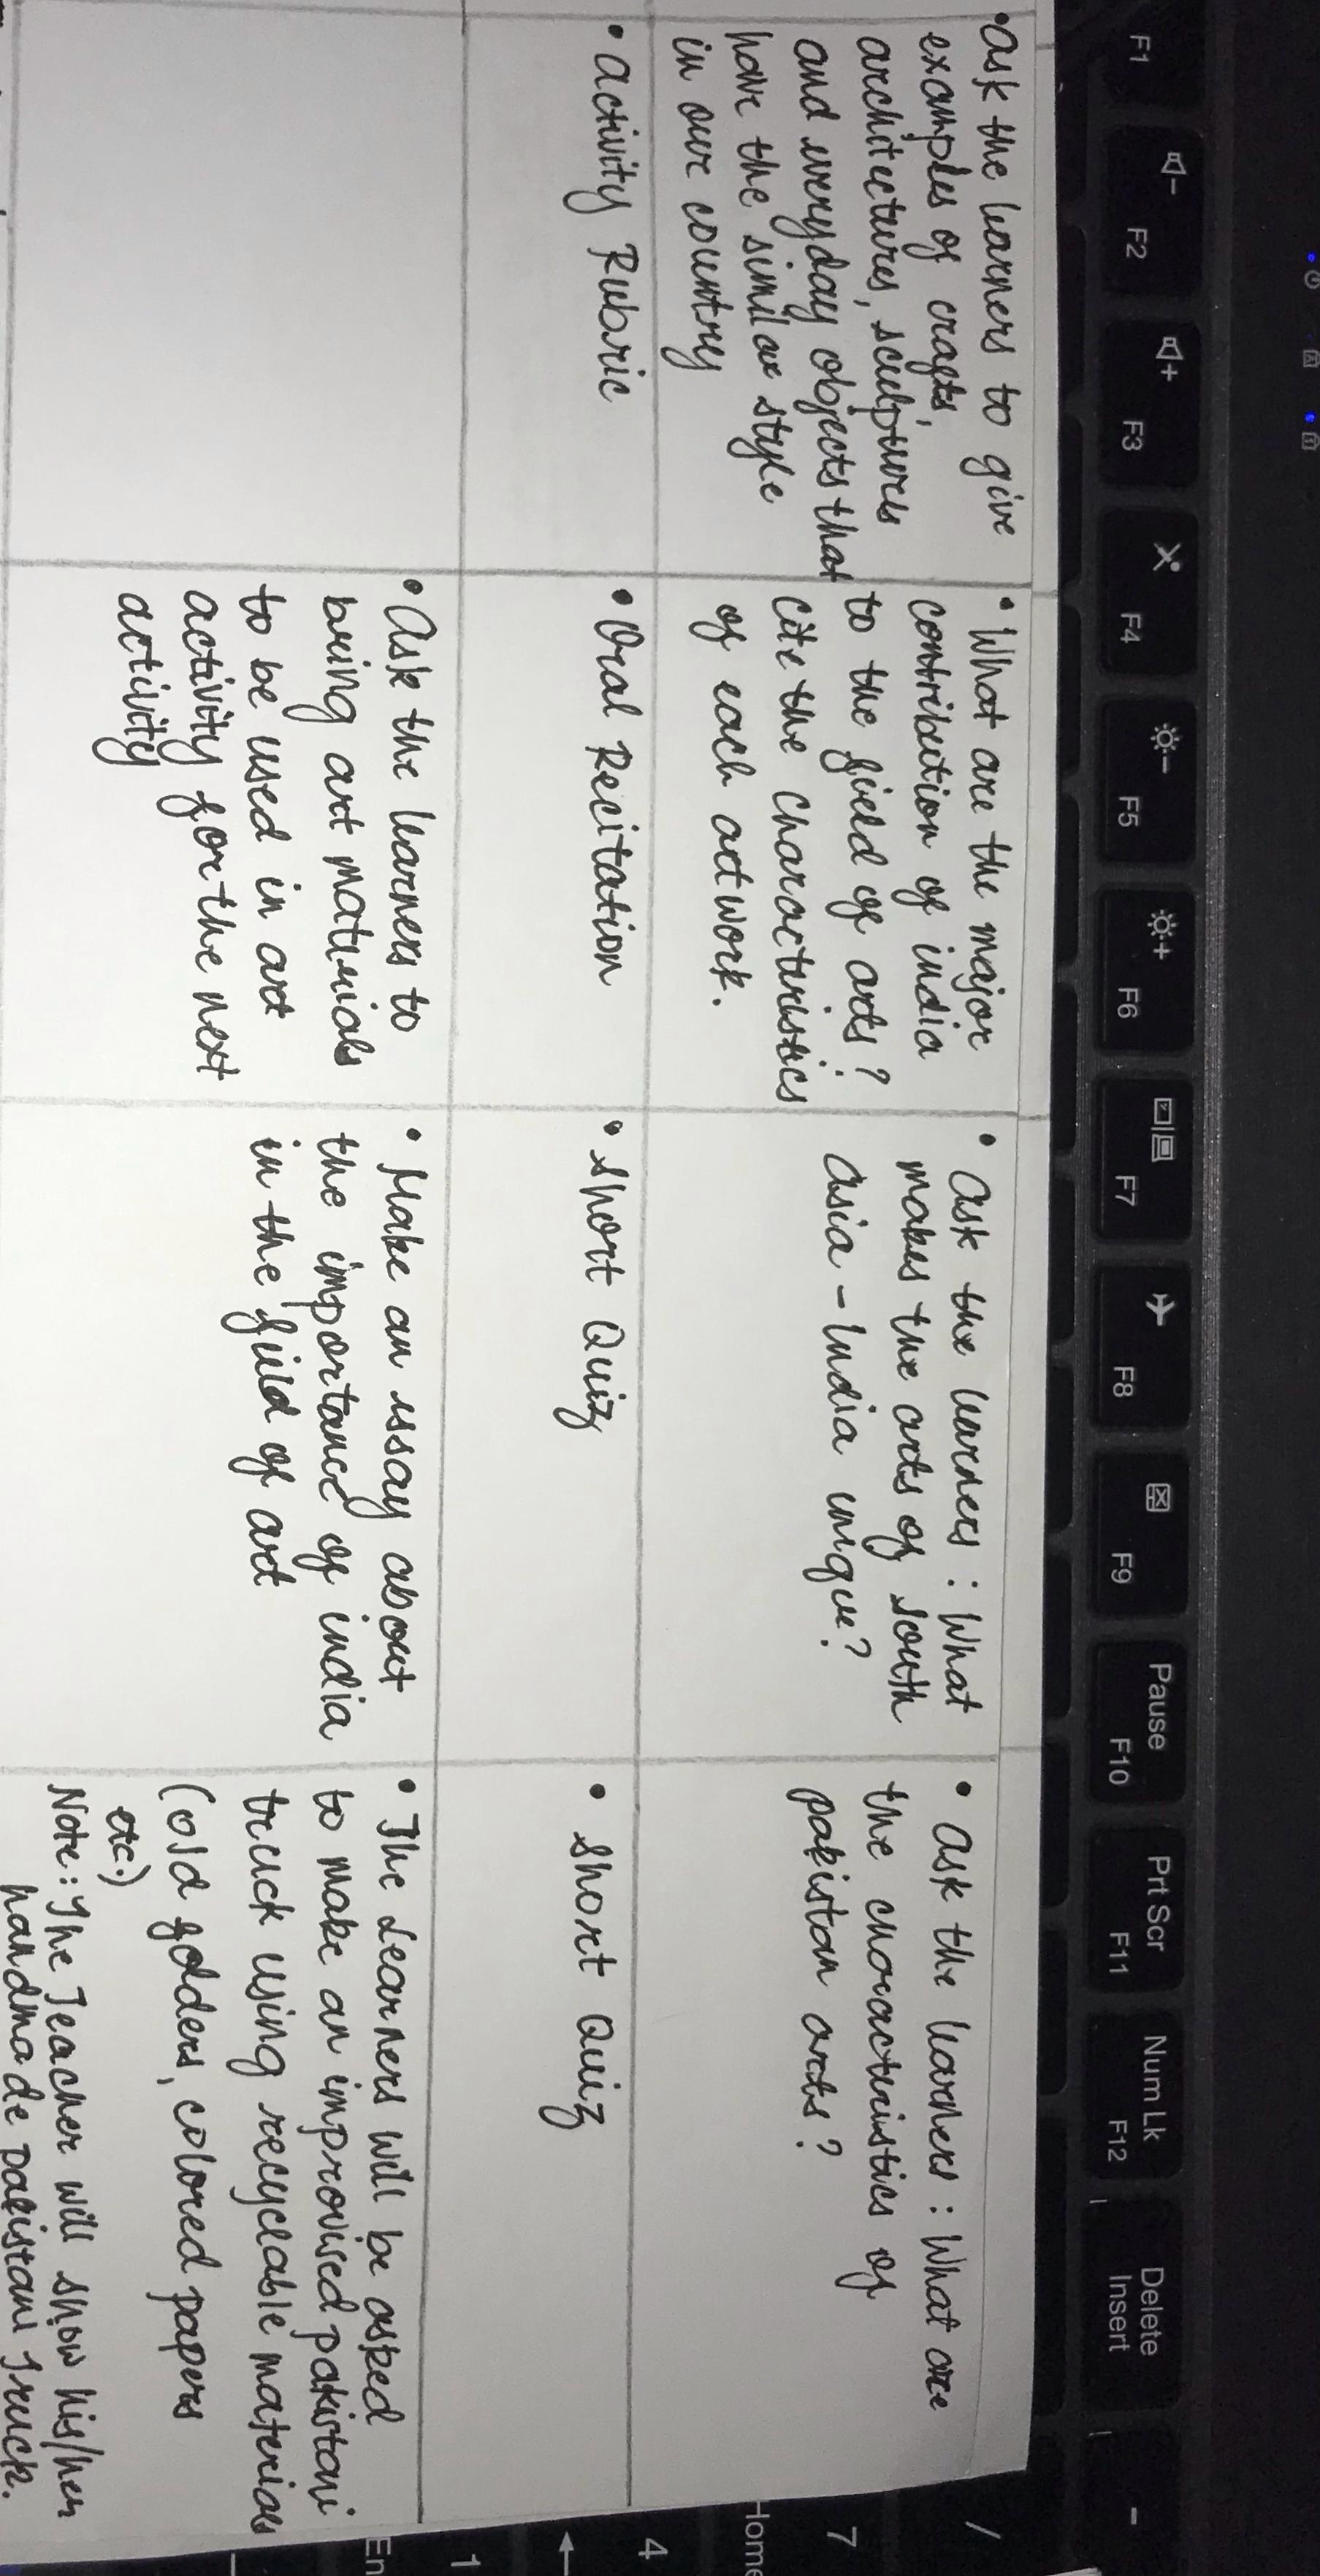 •ask the learners to give
examples of crafts,
architectures, sculptures
and everyday objects that
have the similar style
in our country
• What are the major
contribution of india
to the field of arts?
cite the characteristics
of each artwork.
• ask the learners : What
makes the arts of south
asia - India unique?
• ask the learners : What are
the characteristics of
pakistan arts?
• activity Rubric
• Oral Recitation
• short Quiz
• short Quiz
• Ask the learners to
bring art materials
to be used in art
activity for the next
activity
• Make an essay about
the importance of india
in the field of art
• The Learners will be asked
to make an improvised pakistani
truck using recyclable materials
(old folders, colored papers
etc.)
Note: The Teacher will show his/her
handmade pakistani Truck.
F1
F2
F3
F4
F5
F6
F7
F8
F9
Pause
F10
Prt Scr
F11
Num Lk
F12
Delete
Insert
-
/
7
Home
4
←
1
En